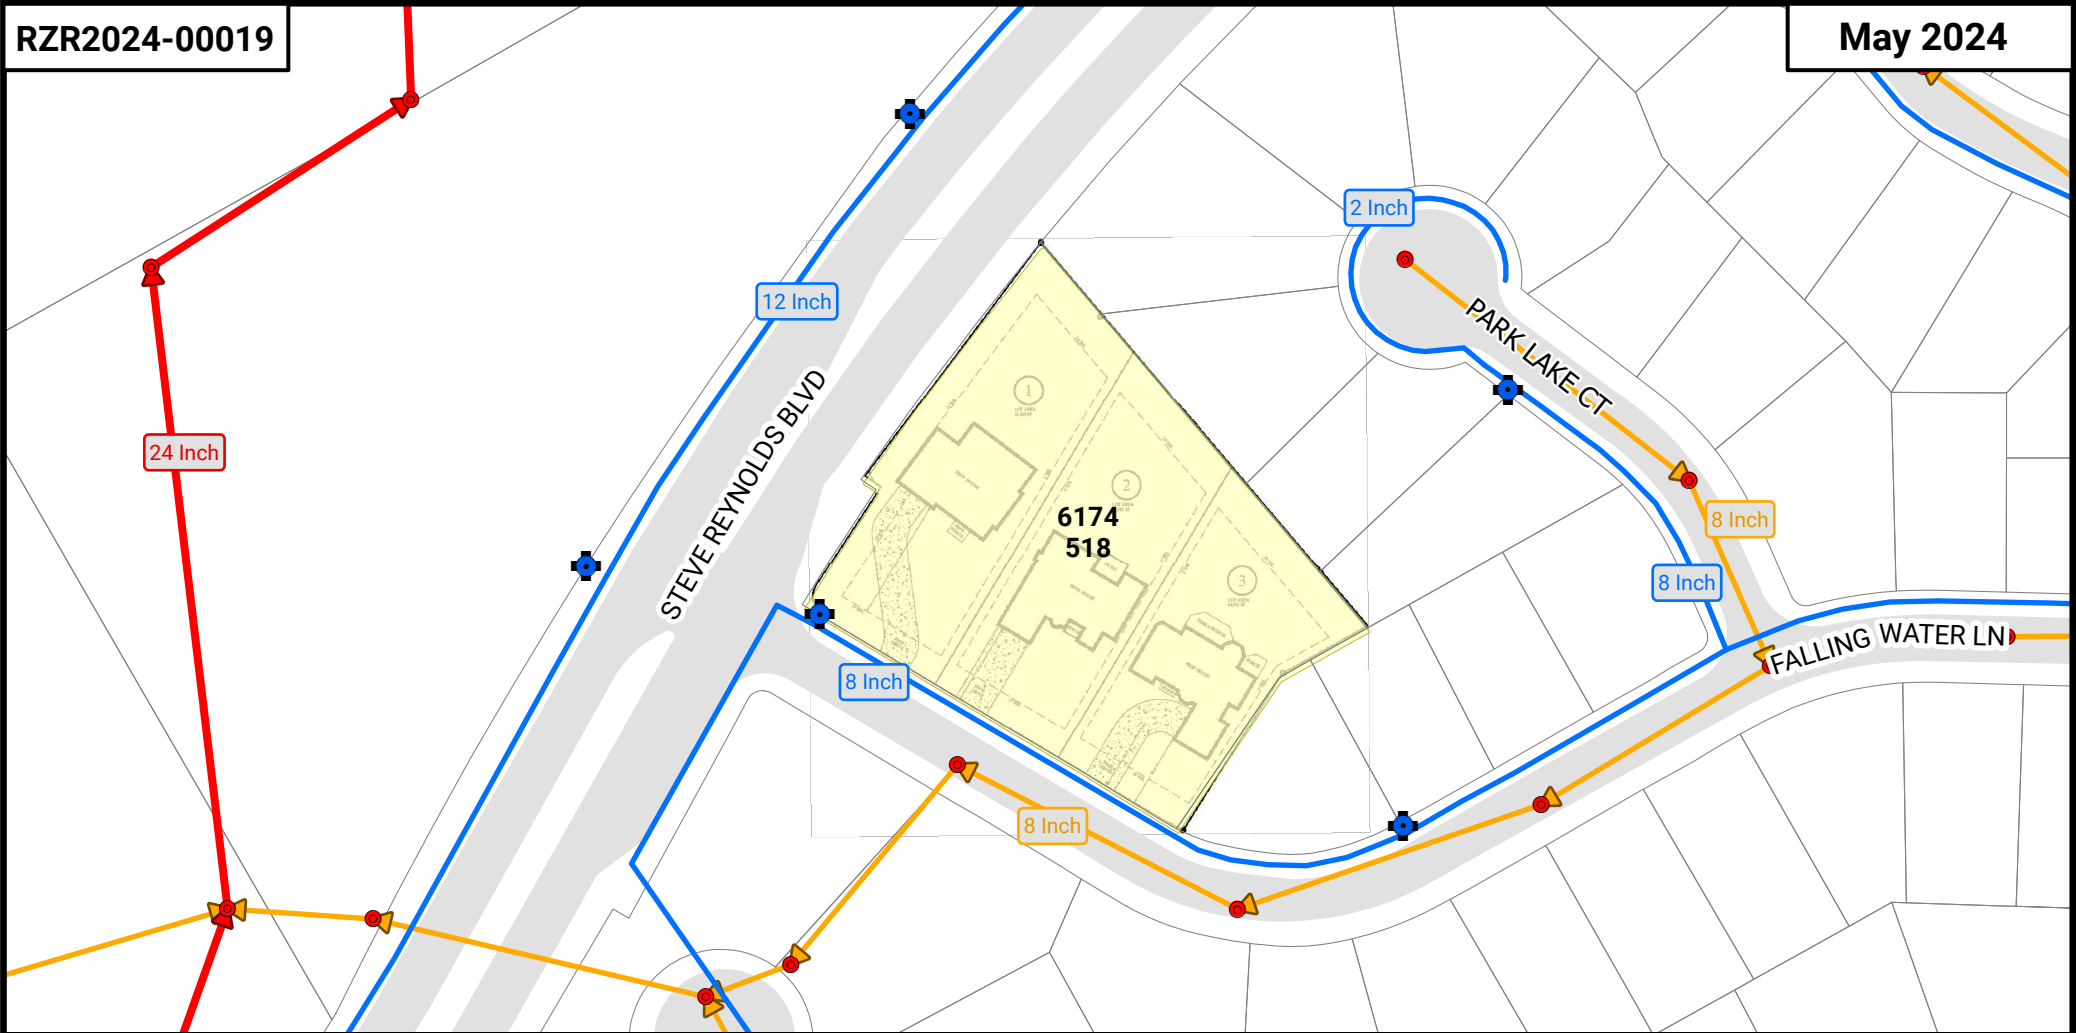 RZR2024-00019
May 2024
2 Inch
12 Inch
PARK LAKE CT
1
24 Inch
STEVE REYNOLDS BLVD
2
6174
518
8 Inch
3
8 Inch
FALLING WATER LN
8 Inch
8 Inch